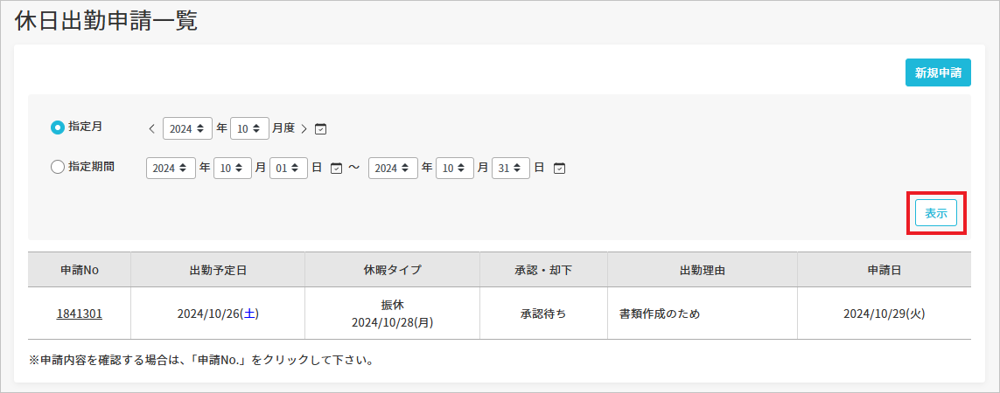 休日出勤申請一覧
新規申請
指定月 < 2024 年 10 月度 >
指定期間 2024 年 10 月 01 日 ～ 2024 年 10 月 31 日
表示
申請No 出勤予定日 休暇タイプ 承認・却下 出勤理由 申請日
1841301 2024/10/26(土) 振休 承認待ち 書類作成のため 2024/10/29(火)
2024/10/28(月)
※申請内容を確認する場合は、「申請No.」をクリックして下さい。